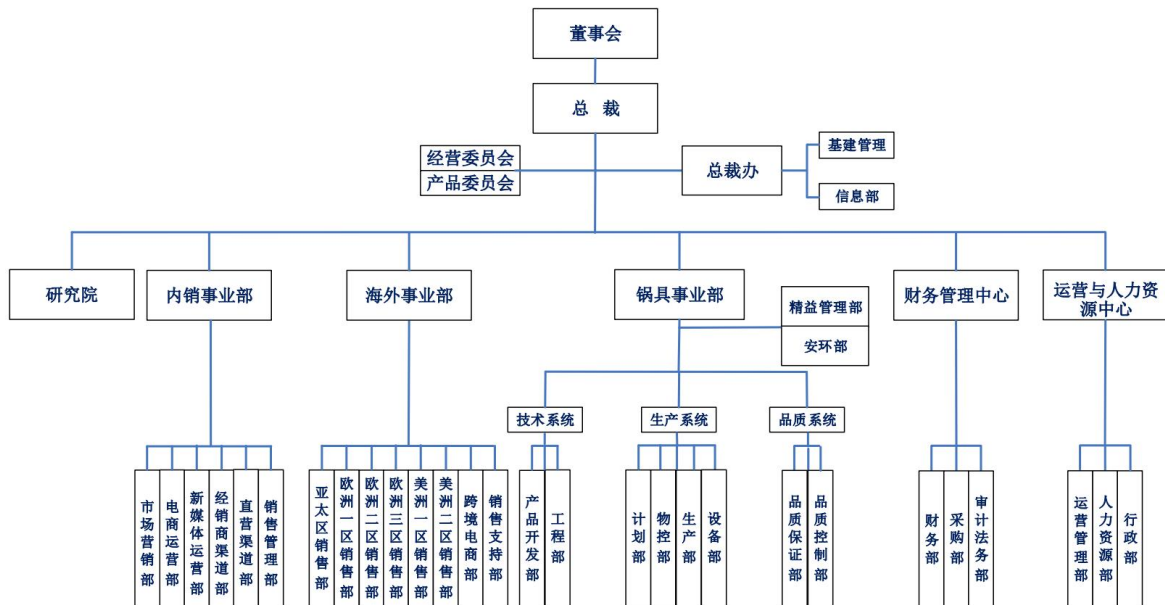 董事会
总 裁
经营委员会
产品委员会
总裁办
基建管理
信息部
研究院
内销事业部
海外事业部
锅具事业部
精益管理部
安环部
财务管理中心
运营与人力资
源中心
技术系统
生产系统
品质系统
市场营销部
电商运营部
新媒体运营部
经销商渠道部
直营渠道部
销售管理部
亚太区销售部
欧洲一区销售部
欧洲二区销售部
欧洲三区销售部
美洲一区销售部
美洲二区销售部
跨境电商部
销售支持部
产品开发部
工程部
计划部
物控部
生产部
设备部
品质保证部
品质控制部
财务部
采购部
审计法务部
运营管理部
人力资源部
行政部